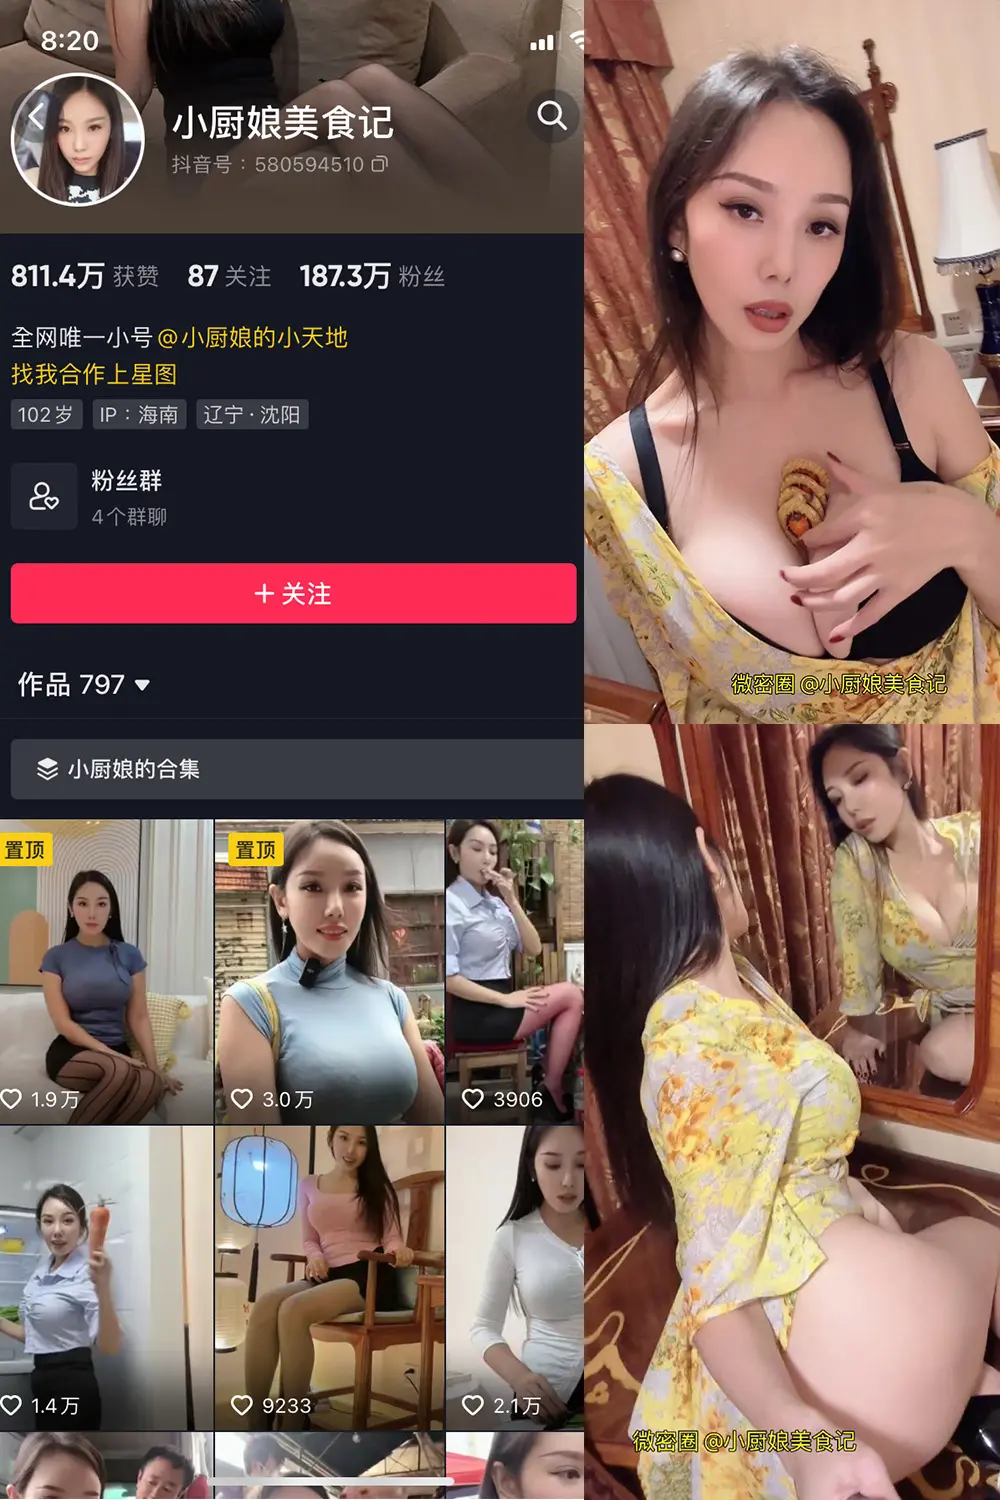 8:20
小厨娘美食记
抖音号：580594510
811.4万 获赞 87 关注 187.3万 粉丝
全网唯一小号@小厨娘的小天地
找我合作上星图
102岁 IP：海南 辽宁·沈阳
粉丝群
4个群聊
+ 关注
作品 797
小厨娘的合集
置顶
置顶
1.9万
3.0万
3906
1.4万
9233
2.1万
微密圈 @小厨娘美食记
微密圈 @小厨娘美食记